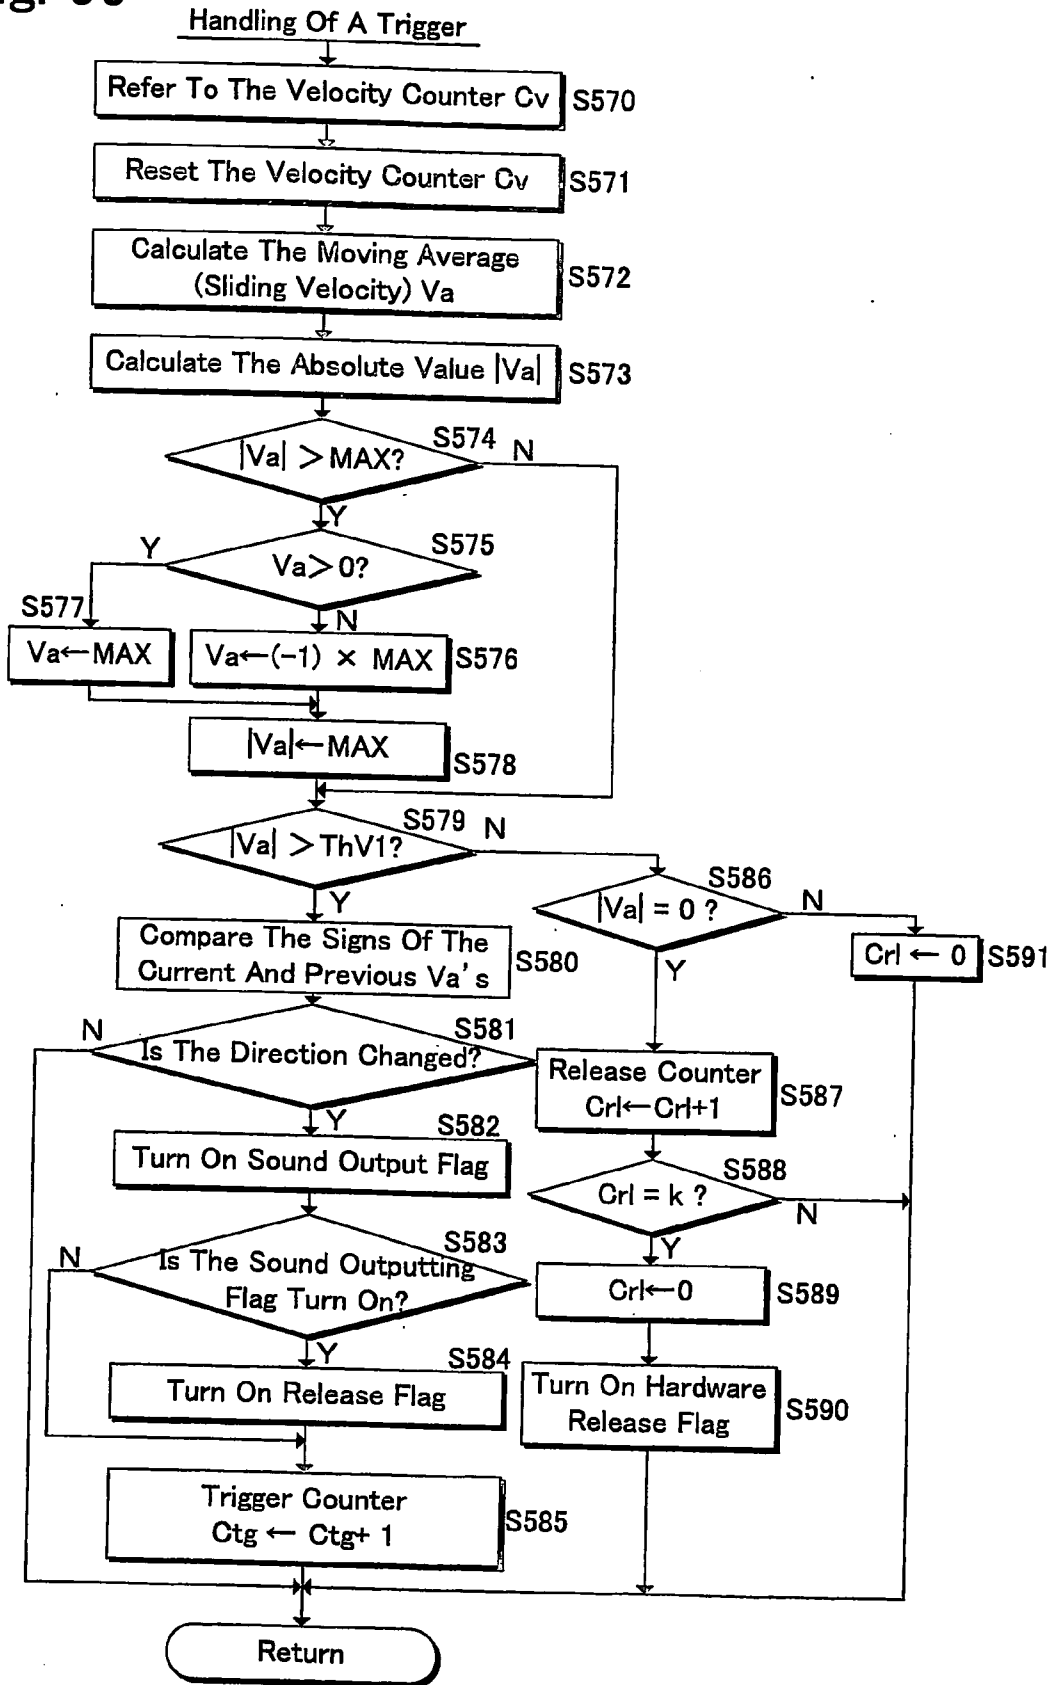 Handling Of A Trigger
Refer To The Velocity Counter Cv
S570
Reset The Velocity Counter Cv
S571
Calculate The Moving Average
(Sliding Velocity) Va
S572
Calculate The Absolute Value |Va|
S573
|Va| > MAX?
S574
N
Y
Va > 0?
S575
Y
N
S577
Va←MAX
Va←(-1) × MAX
S576
|Va|←MAX
S578
|Va| > ThV1?
S579
N
Y
|Va| = 0 ?
S586
N
Y
Crl ← 0
S591
Compare The Signs Of The
Current And Previous Va's
S580
Is The Direction Changed?
S581
N
Y
Release Counter
Crl←Crl+1
S587
S582
Turn On Sound Output Flag
Crl = k ?
S588
N
Y
Is The Sound Outputting
Flag Turn On?
S583
N
Y
Crl←0
S589
S584
Turn On Release Flag
Turn On Hardware
Release Flag
S590
Trigger Counter
Ctg ← Ctg+ 1
S585
Return